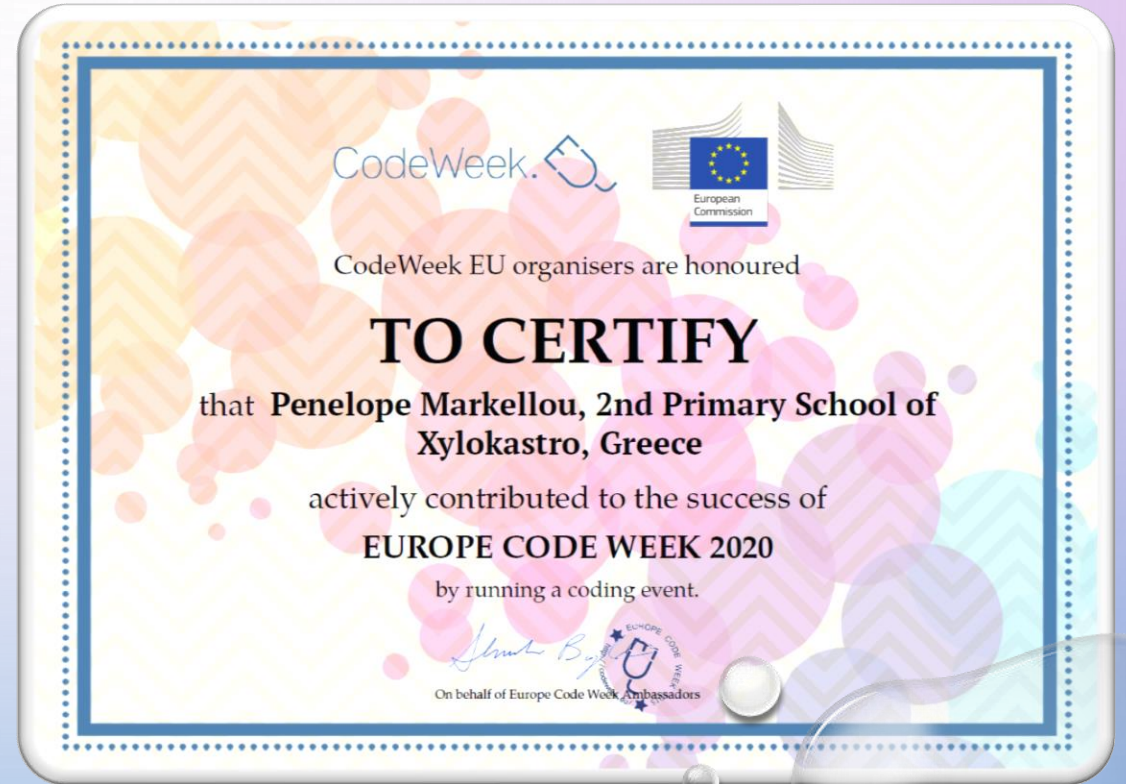 CodeWeek.EU
European
Commission
CodeWeek EU organisers are honoured
TO CERTIFY
that Penelope Markellou, 2nd Primary School of
Xylokastro, Greece
actively contributed to the success of
EUROPE CODE WEEK 2020
by running a coding event.
EUROPE CODE WEEK
On behalf of Europe Code Week Ambassadors